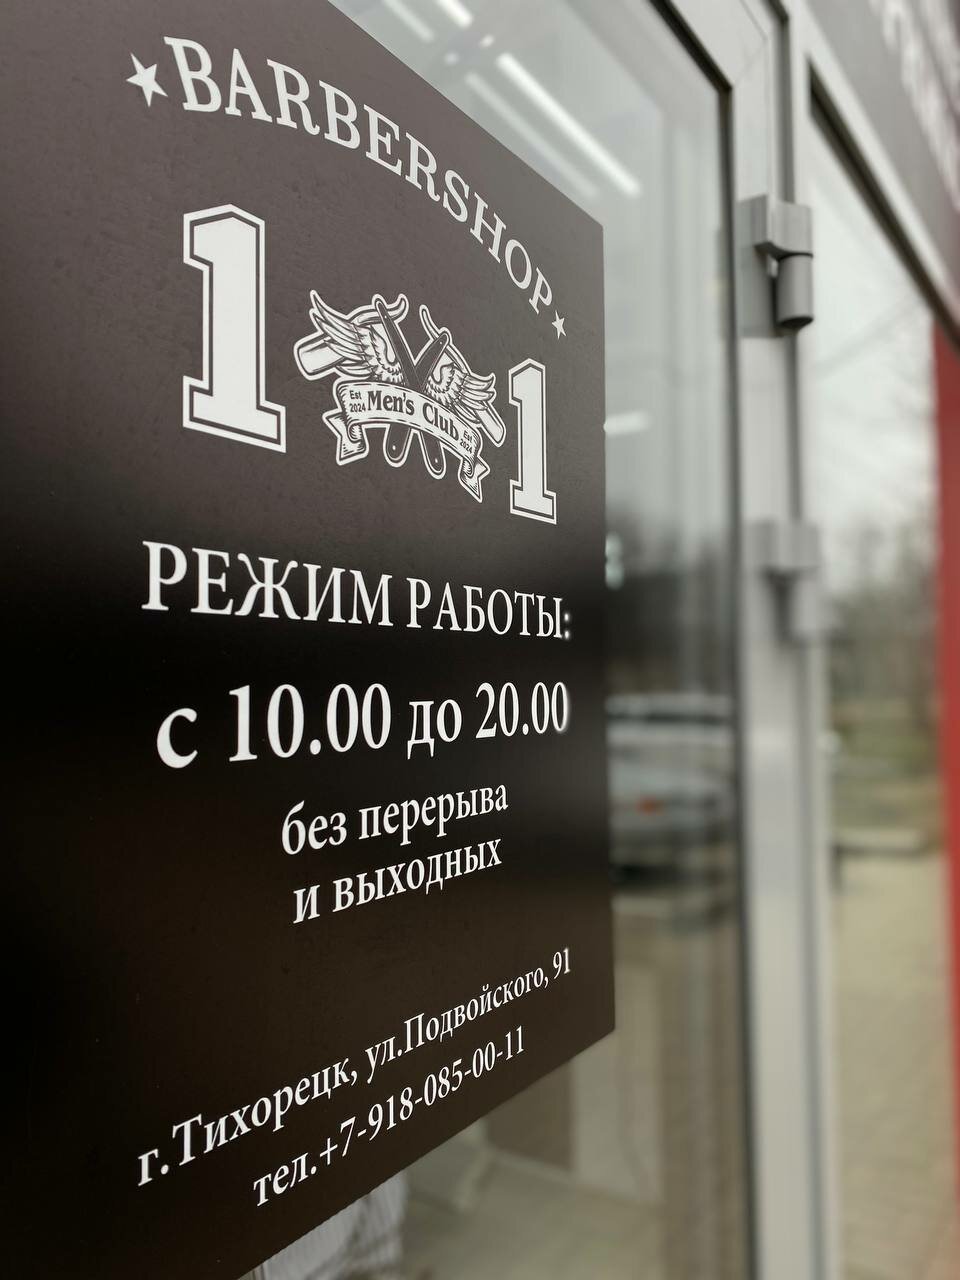 BARBERSHOP
1 1
Est 2024 Men's Club Est 2024
РЕЖИМ РАБОТЫ:
с 10.00 до 20.00
без перерыва
и выходных
г.Тихорецк, ул.Подвойского, 91
тел.+7-918-085-00-11